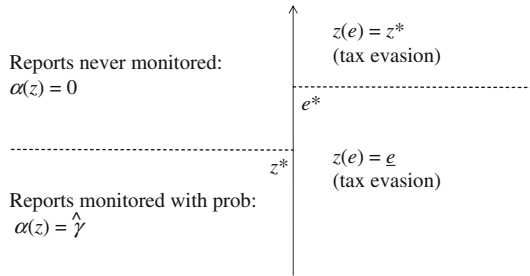 Reports never monitored:
α(z) = 0
z(e) = z*
(tax evasion)
e*
z*
z(e) = e̲
(tax evasion)
Reports monitored with prob:
α(z) = γ̂